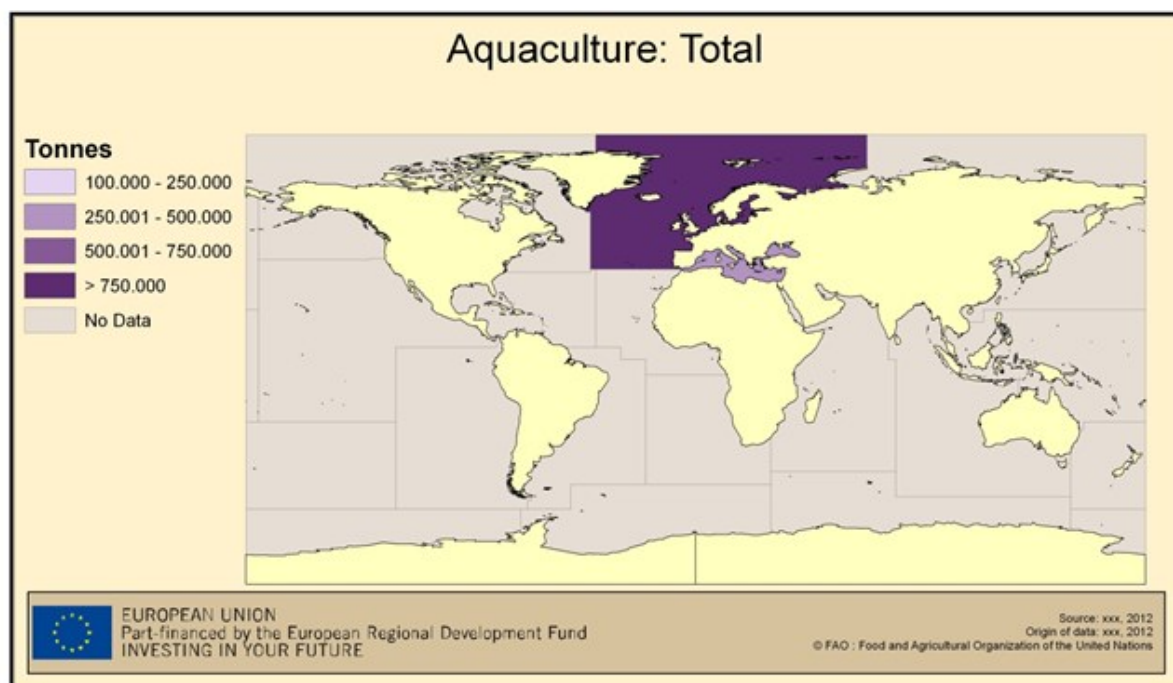 Aquaculture: Total
Tonnes
100.000 - 250.000
250.001 - 500.000
500.001 - 750.000
> 750.000
No Data
EUROPEAN UNION
Part-financed by the European Regional Development Fund
INVESTING IN YOUR FUTURE
Source: xxx, 2012
Origin of data: xxx, 2012
© FAO : Food and Agricultural Organization of the United Nations